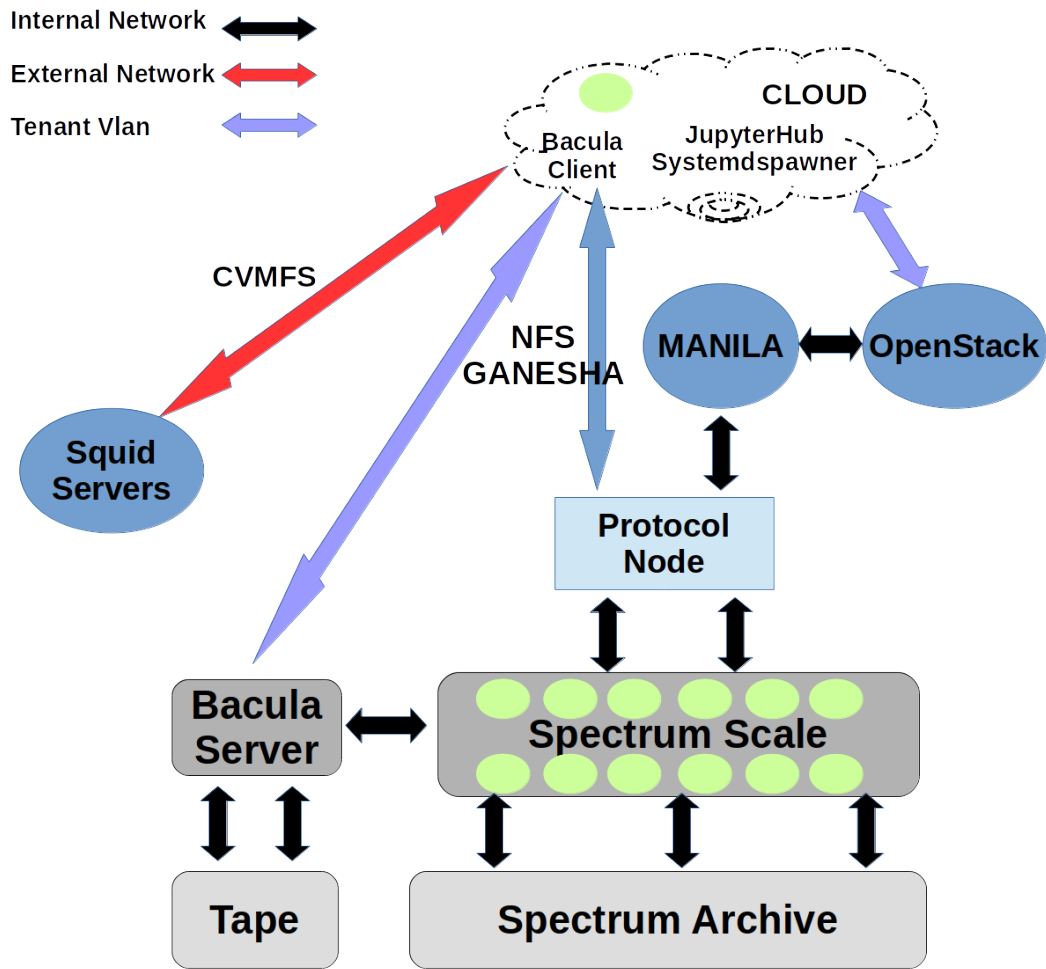 Internal Network
External Network
Tenant Vlan
CLOUD
Bacula
Client
JupyterHub
Systemdspawner
CVMFS
NFS
GANESHA
MANILA
OpenStack
Squid
Servers
Protocol
Node
Bacula
Server
Spectrum Scale
Tape
Spectrum Archive